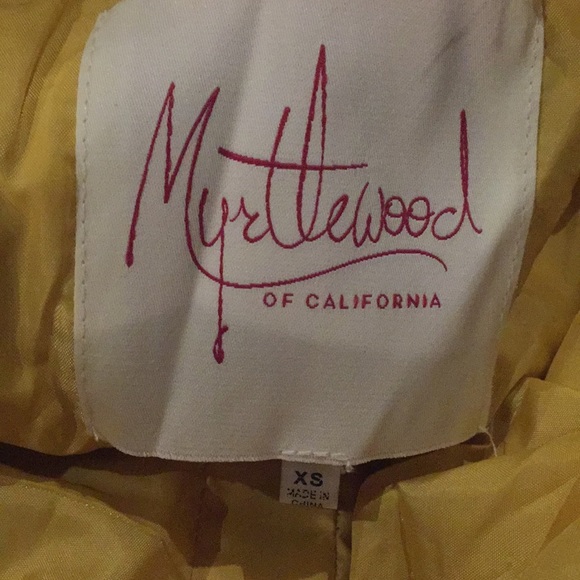 Myrtlewood
OF CALIFORNIA
XS
MADE IN
CHINA